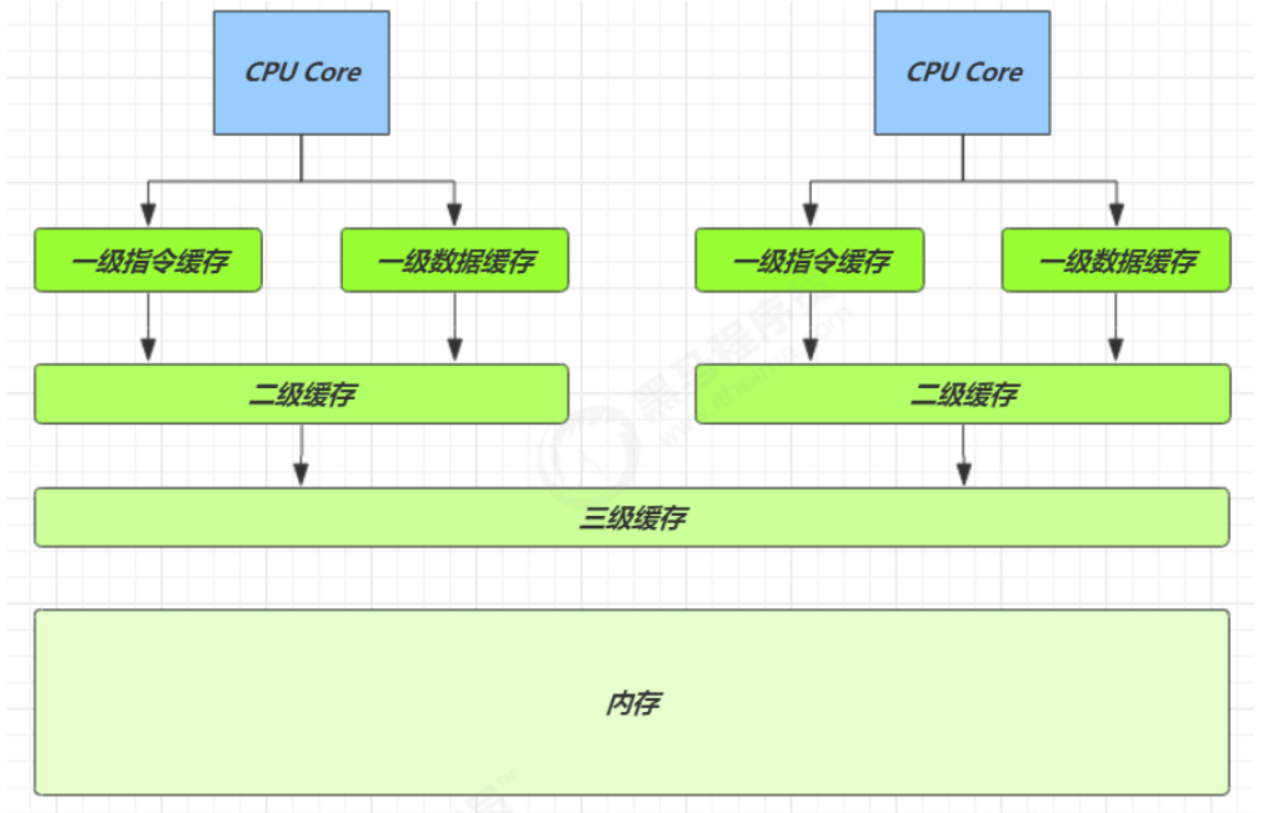 CPU Core
CPU Core
一级指令缓存
一级数据缓存
一级指令缓存
一级数据缓存
二级缓存
二级缓存
三级缓存
内存
黑马程序员
www.itheima.com